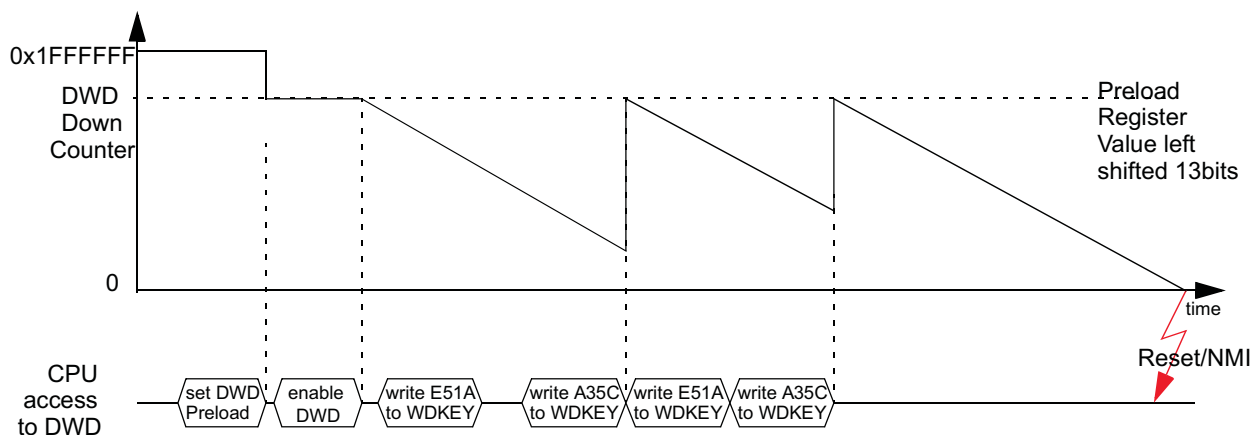 0x1FFFFFF
DWD
Down
Counter
Preload
Register
Value left
shifted 13bits
0
time
Reset/NMI
CPU
access
to DWD
set DWD
Preload
enable
DWD
write E51A
to WDKEY
write A35C
to WDKEY
write E51A
to WDKEY
write A35C
to WDKEY